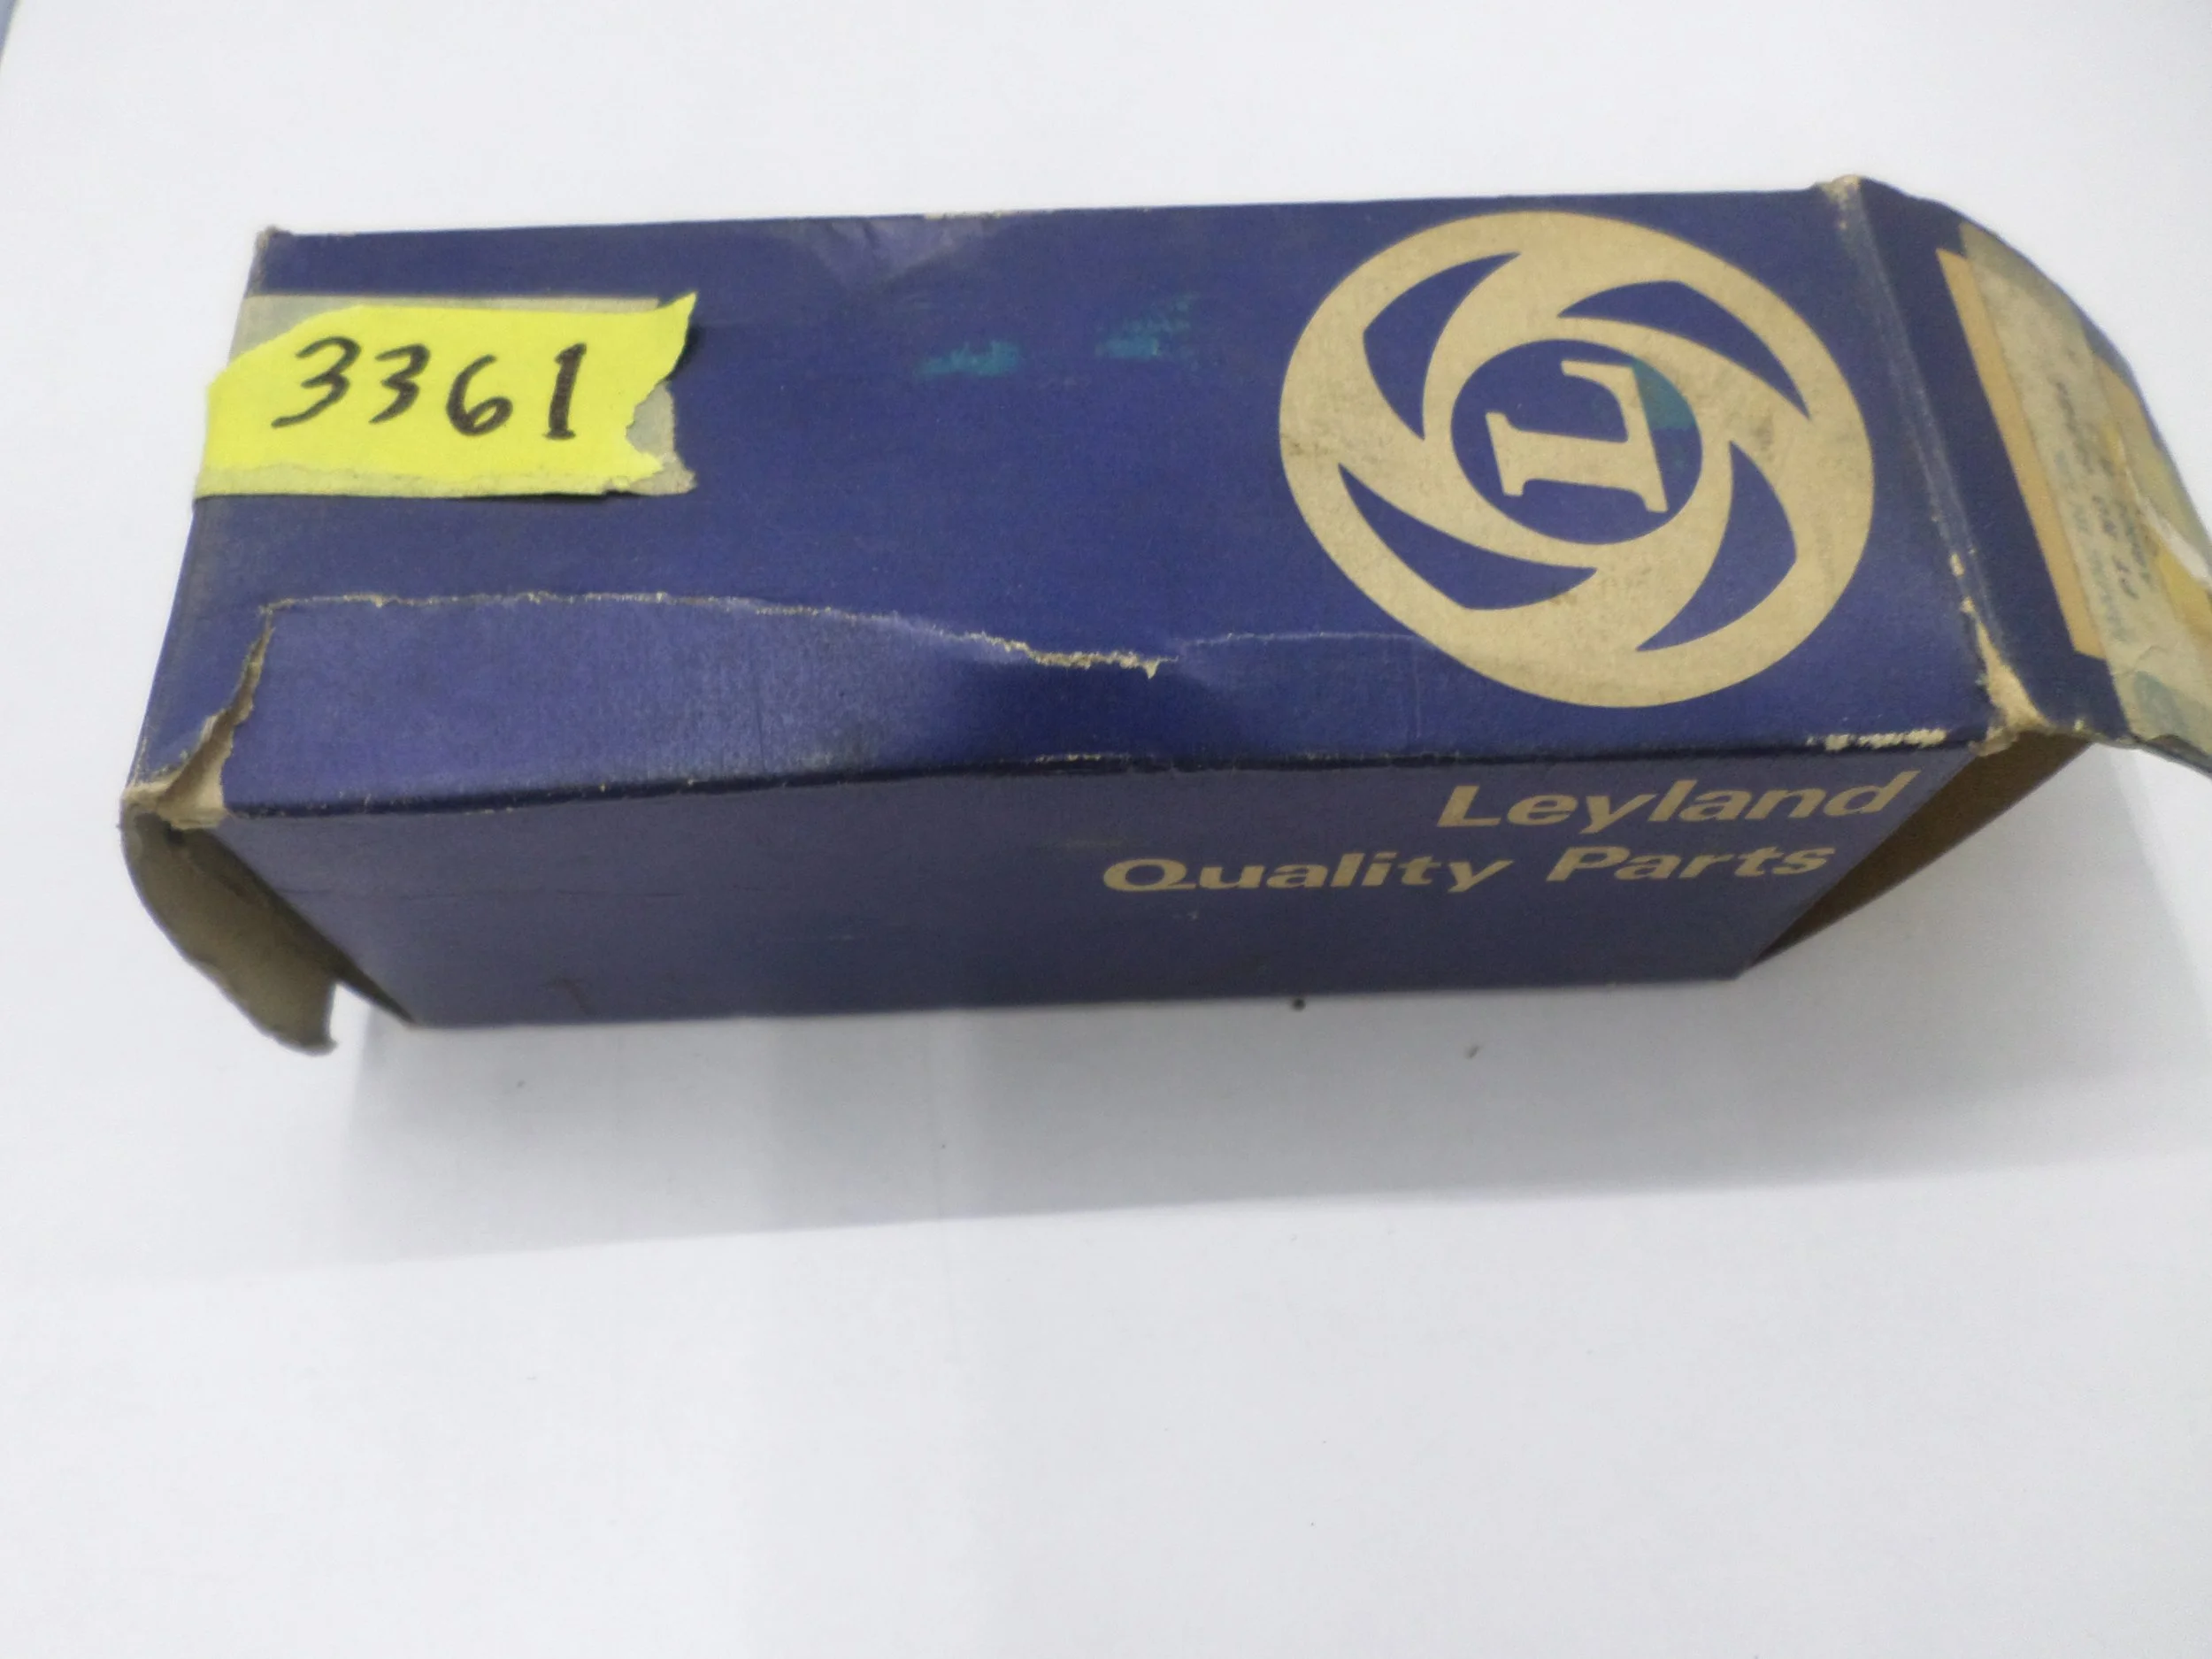 3361
L
Leyland
Quality Parts